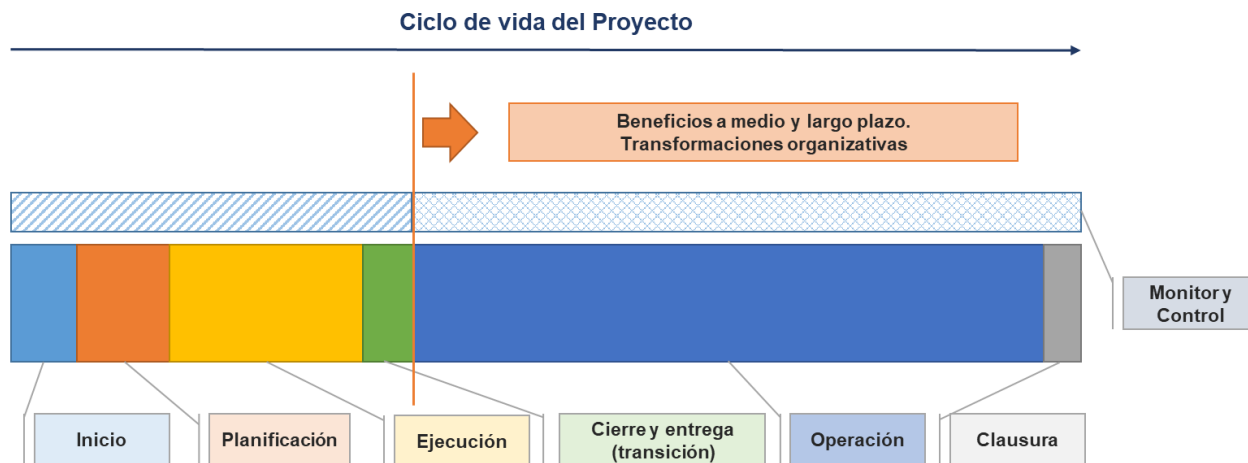 Ciclo de vida del Proyecto
Beneficios a medio y largo plazo.
Transformaciones organizativas
Monitor y
Control
Inicio
Planificación
Ejecución
Cierre y entrega
(transición)
Operación
Clausura